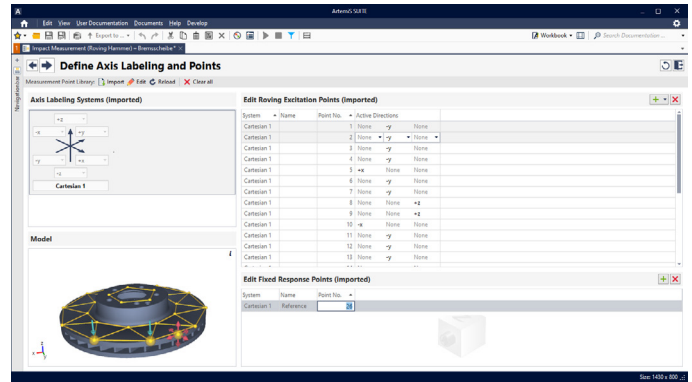 ArtemiS SUITE
Edit View User Documentation Documents Help Develop
Export to ...
Search Documentation ...
1 Impact Measurement (Roving Hammer) – Bremsscheibe*
Define Axis Labeling and Points
Measurement Point Library: Import Edit Reload Clear all
Navigation
Axis Labeling Systems (imported)
+z
-x +y
-y +x
-z
Cartesian 1
Model
i
z
x y
Edit Roving Excitation Points (imported)
System Name Point No. Active Directions
Cartesian 1 1 None -y None
Cartesian 1 2 None -y None
Cartesian 1 3 None -y None
Cartesian 1 4 None -y None
Cartesian 1 5 +x None None
Cartesian 1 6 None -y None
Cartesian 1 7 None -y None
Cartesian 1 8 None None +z
Cartesian 1 9 None None +z
Cartesian 1 10 -x None None
Cartesian 1 11 None -y None
Cartesian 1 12 None -y None
Cartesian 1 13 None -y None
Edit Fixed Response Points (imported)
System Name Point No.
Cartesian 1 Reference
Size: 1430 x 800